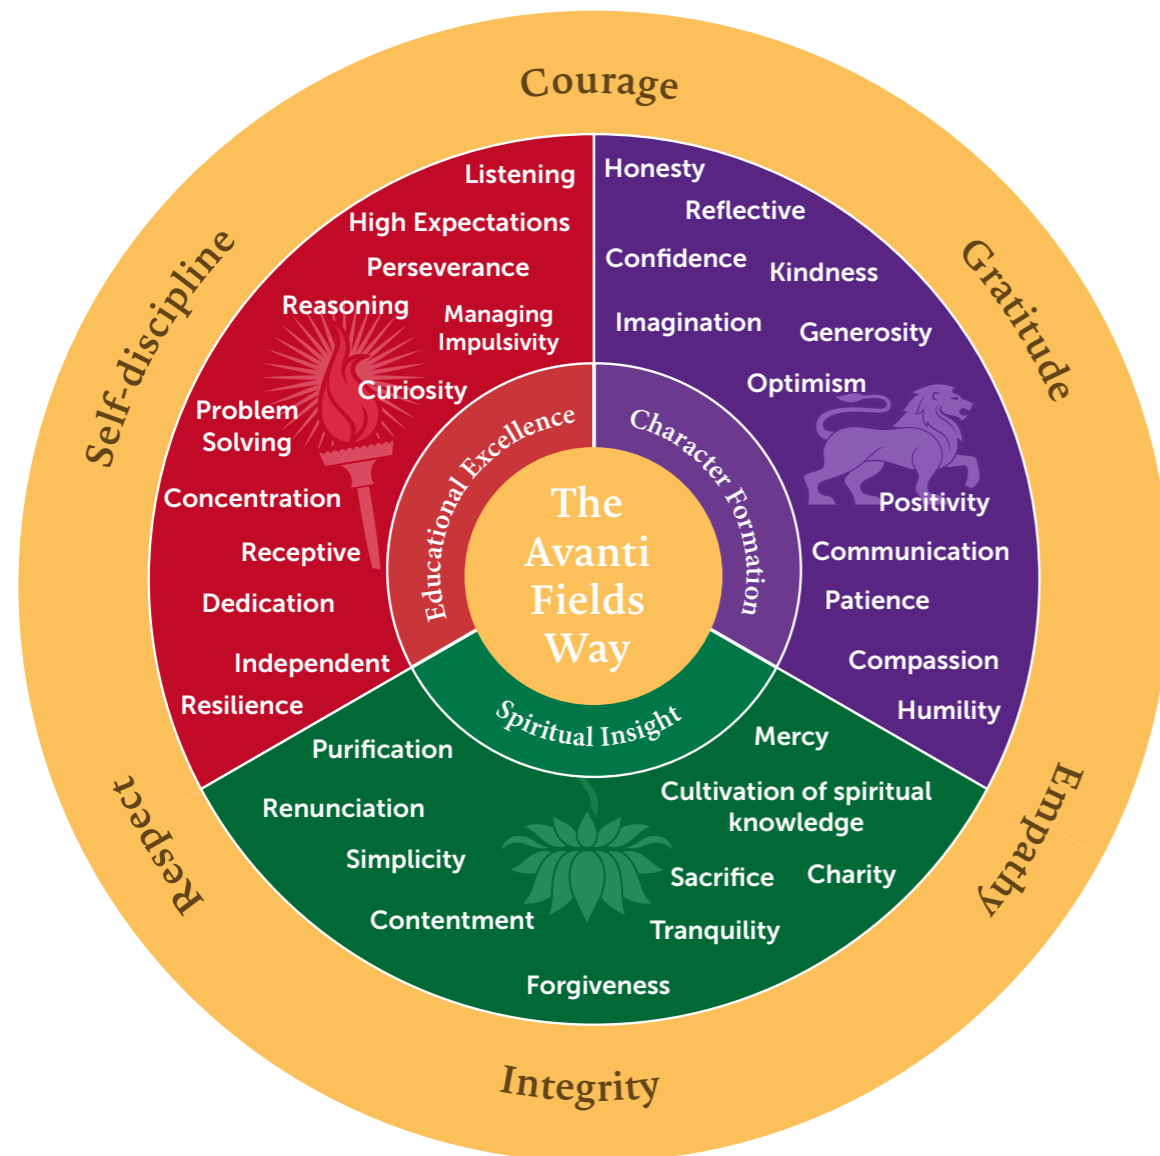 Courage
Gratitude
Empathy
Integrity
Respect
Self-discipline
The
Avanti
Fields
Way
Educational Excellence
Listening
High Expectations
Perseverance
Reasoning
Managing
Impulsivity
Curiosity
Problem
Solving
Concentration
Receptive
Dedication
Independent
Resilience
Character Formation
Honesty
Reflective
Confidence
Kindness
Imagination
Generosity
Optimism
Positivity
Communication
Patience
Compassion
Humility
Spiritual Insight
Purification
Mercy
Renunciation
Cultivation of spiritual
knowledge
Simplicity
Sacrifice
Charity
Contentment
Tranquility
Forgiveness